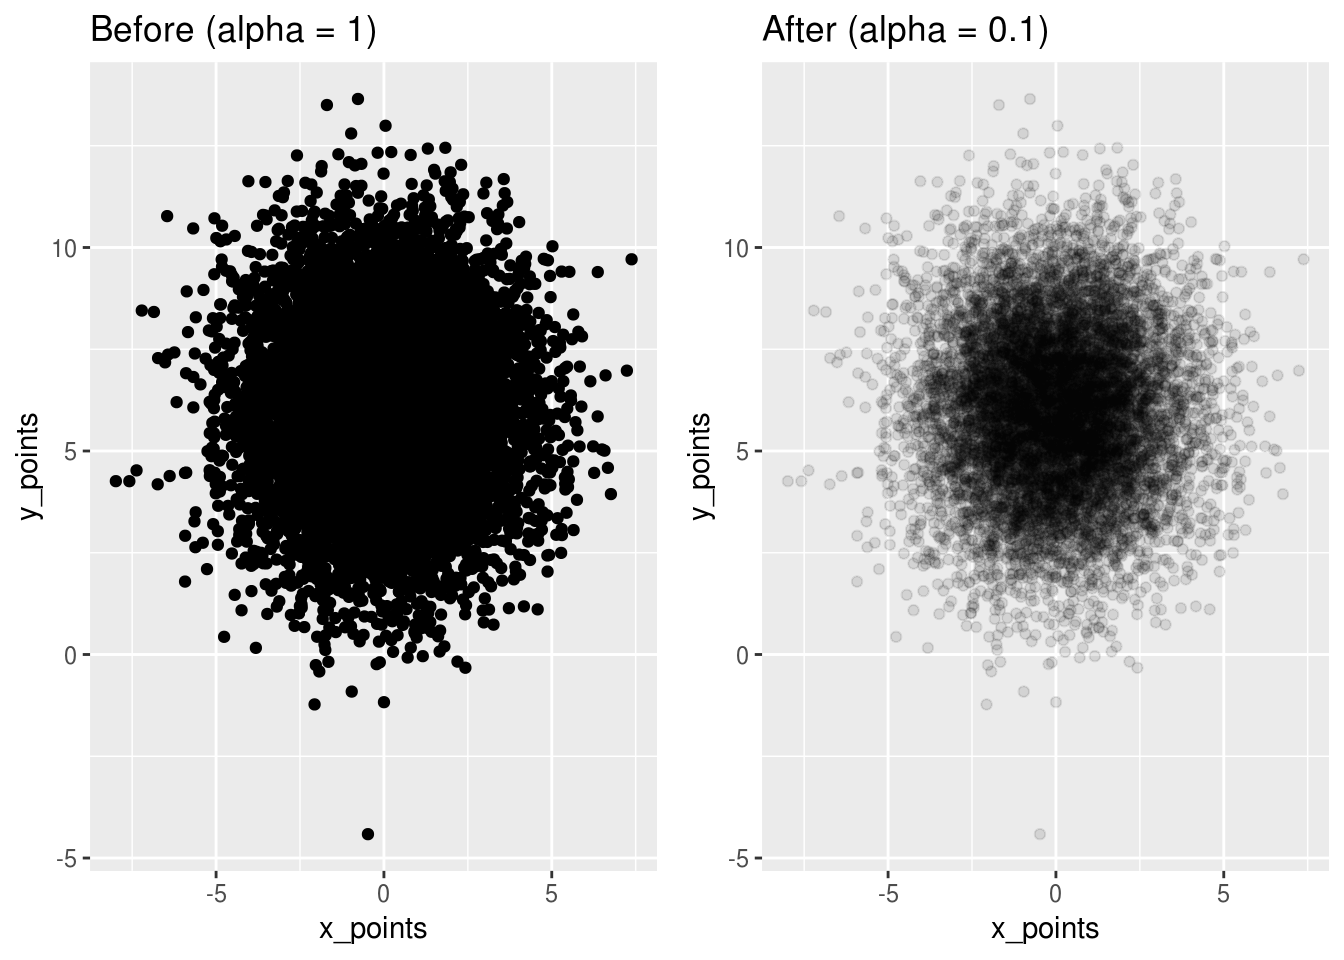 Before (alpha = 1)
y_points
10
5
0
-5
-5 0 5
x_points
After (alpha = 0.1)
y_points
10
5
0
-5
-5 0 5
x_points